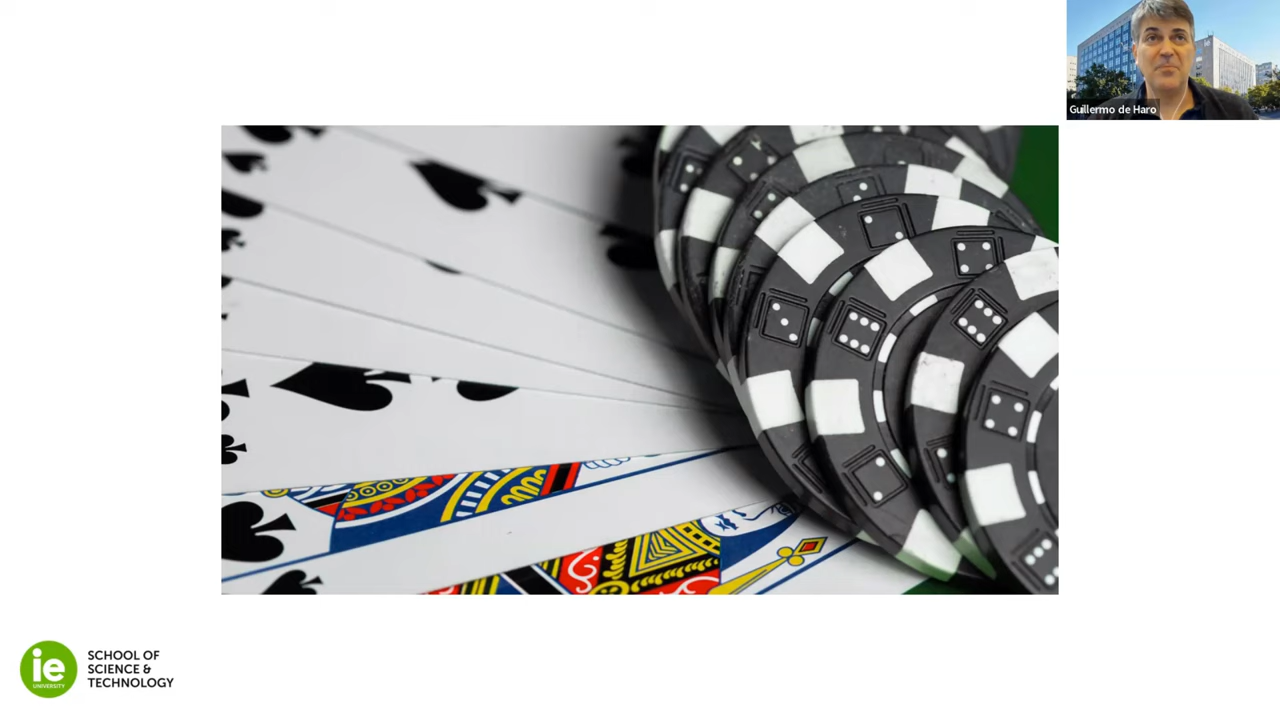 Guillermo de Haro
ie
UNIVERSITY
SCHOOL OF
SCIENCE &
TECHNOLOGY